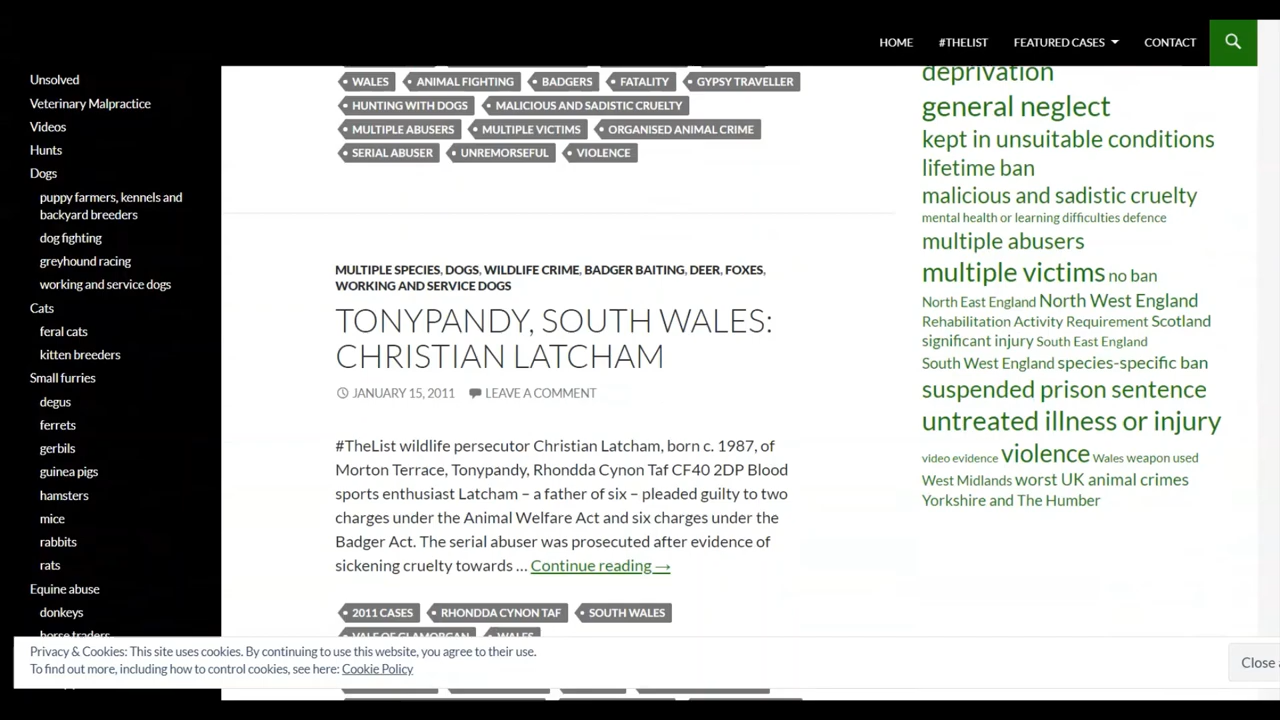 HOME #THELIST FEATURED CASES CONTACT
Unsolved
Veterinary Malpractice
Videos
Hunts
Dogs
puppy farmers, kennels and
backyard breeders
dog fighting
greyhound racing
working and service dogs
Cats
feral cats
kitten breeders
Small furries
degus
ferrets
gerbils
guinea pigs
hamsters
mice
rabbits
rats
Equine abuse
donkeys
horse traders
WALES ANIMAL FIGHTING BADGERS FATALITY GYPSY TRAVELLER
HUNTING WITH DOGS MALICIOUS AND SADISTIC CRUELTY
MULTIPLE ABUSERS MULTIPLE VICTIMS ORGANISED ANIMAL CRIME
SERIAL ABUSER UNREMORSEFUL VIOLENCE
MULTIPLE SPECIES, DOGS, WILDLIFE CRIME, BADGER BAITING, DEER, FOXES,
WORKING AND SERVICE DOGS
TONYPANDY, SOUTH WALES:
CHRISTIAN LATCHAM
JANUARY 15, 2011 LEAVE A COMMENT
#TheList wildlife persecutor Christian Latcham, born c. 1987, of
Morton Terrace, Tonypandy, Rhondda Cynon Taf CF40 2DP Blood
sports enthusiast Latcham – a father of six – pleaded guilty to two
charges under the Animal Welfare Act and six charges under the
Badger Act. The serial abuser was prosecuted after evidence of
sickening cruelty towards … Continue reading →
2011 CASES RHONDDA CYNON TAF SOUTH WALES
VALE OF GLAMORGAN WALES
deprivation
general neglect
kept in unsuitable conditions
lifetime ban
malicious and sadistic cruelty
mental health or learning difficulties defence
multiple abusers
multiple victims no ban
North East England North West England
Rehabilitation Activity Requirement Scotland
significant injury South East England
South West England species-specific ban
suspended prison sentence
untreated illness or injury
video evidence violence Wales weapon used
West Midlands worst UK animal crimes
Yorkshire and The Humber
Privacy & Cookies: This site uses cookies. By continuing to use this website, you agree to their use.
To find out more, including how to control cookies, see here: Cookie Policy
Close